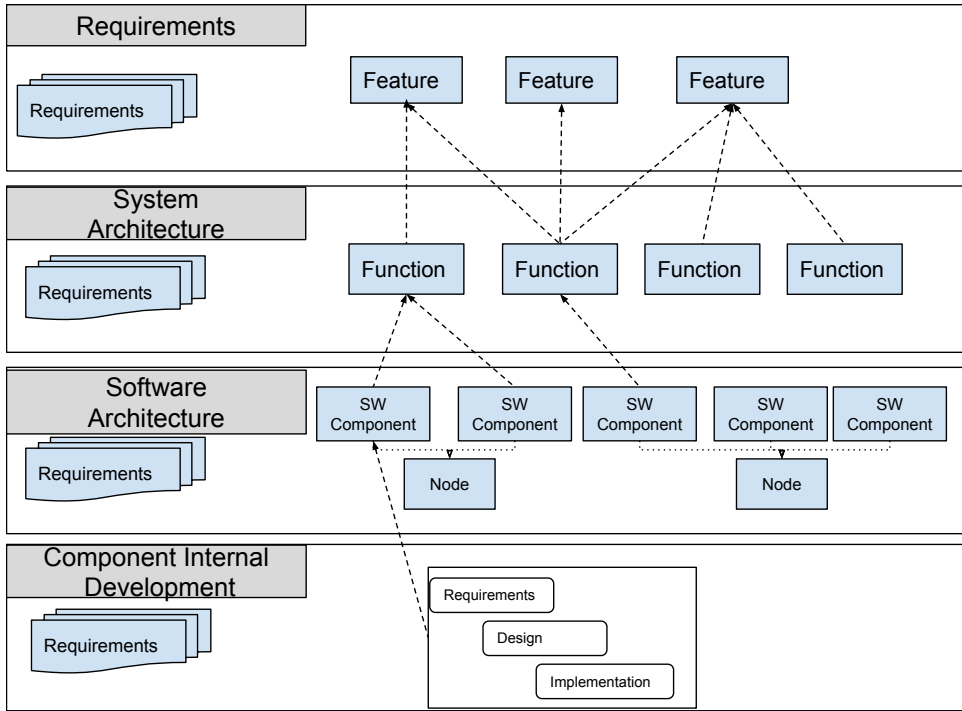 Requirements
Requirements
Feature
Feature
Feature
System
Architecture
Requirements
Function
Function
Function
Function
Software
Architecture
Requirements
SW
Component
SW
Component
SW
Component
SW
Component
SW
Component
Node
Node
Component Internal
Development
Requirements
Requirements
Design
Implementation